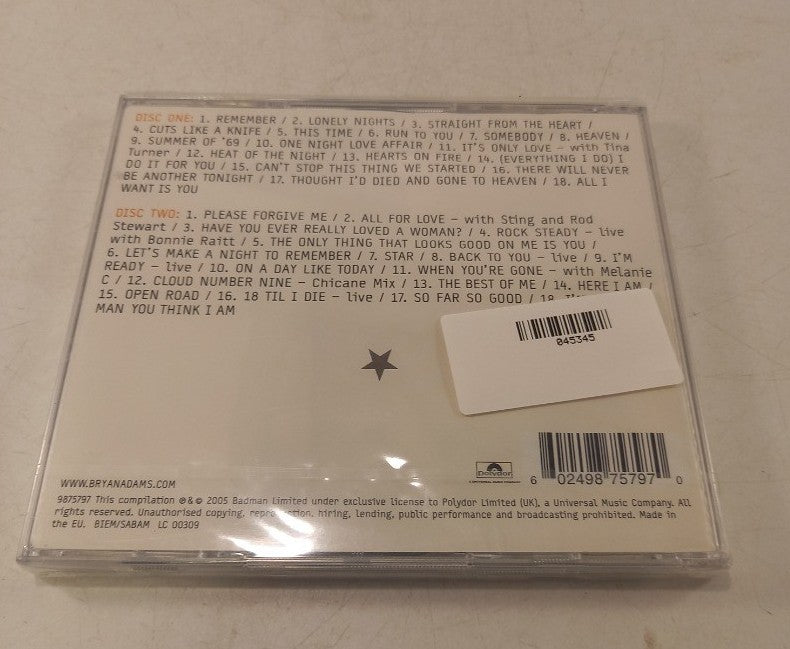 DISC ONE: 1. REMEMBER / 2. LONELY NIGHTS / 3. STRAIGHT FROM THE HEART /
4. CUTS LIKE A KNIFE / 5. THIS TIME / 6. RUN TO YOU / 7. SOMEBODY / 8. HEAVEN /
9. SUMMER OF '69 / 10. ONE NIGHT LOVE AFFAIR / 11. IT'S ONLY LOVE – with Tina
Turner / 12. HEAT OF THE NIGHT / 13. HEARTS ON FIRE / 14. (EVERYTHING I DO) I
DO IT FOR YOU / 15. CAN'T STOP THIS THING WE STARTED / 16. THERE WILL NEVER
BE ANOTHER TONIGHT / 17. THOUGHT I'D DIED AND GONE TO HEAVEN / 18. ALL I
WANT IS YOU
DISC TWO: 1. PLEASE FORGIVE ME / 2. ALL FOR LOVE – with Sting and Rod
Stewart / 3. HAVE YOU EVER REALLY LOVED A WOMAN? / 4. ROCK STEADY – live
with Bonnie Raitt / 5. THE ONLY THING THAT LOOKS GOOD ON ME IS YOU /
6. LET'S MAKE A NIGHT TO REMEMBER / 7. STAR / 8. BACK TO YOU – live / 9. I'M
READY – live / 10. ON A DAY LIKE TODAY / 11. WHEN YOU'RE GONE – with Melanie
C / 12. CLOUD NUMBER NINE – Chicane Mix / 13. THE BEST OF ME / 14. HERE I AM /
15. OPEN ROAD / 16. 18 TIL I DIE – live / 17. SO FAR SO GOOD / 18.
MAN YOU THINK I AM
045345
WWW.BRYANADAMS.COM
Polydor
6 02498 75797 0
9875797 This compilation ℗ & © 2005 Badman Limited under exclusive license to Polydor Limited (UK), a Universal Music Company. All
rights reserved. Unauthorised copying, hiring, lending, public performance and broadcasting prohibited. Made in
the EU. BIEM/SABAM LC 00309